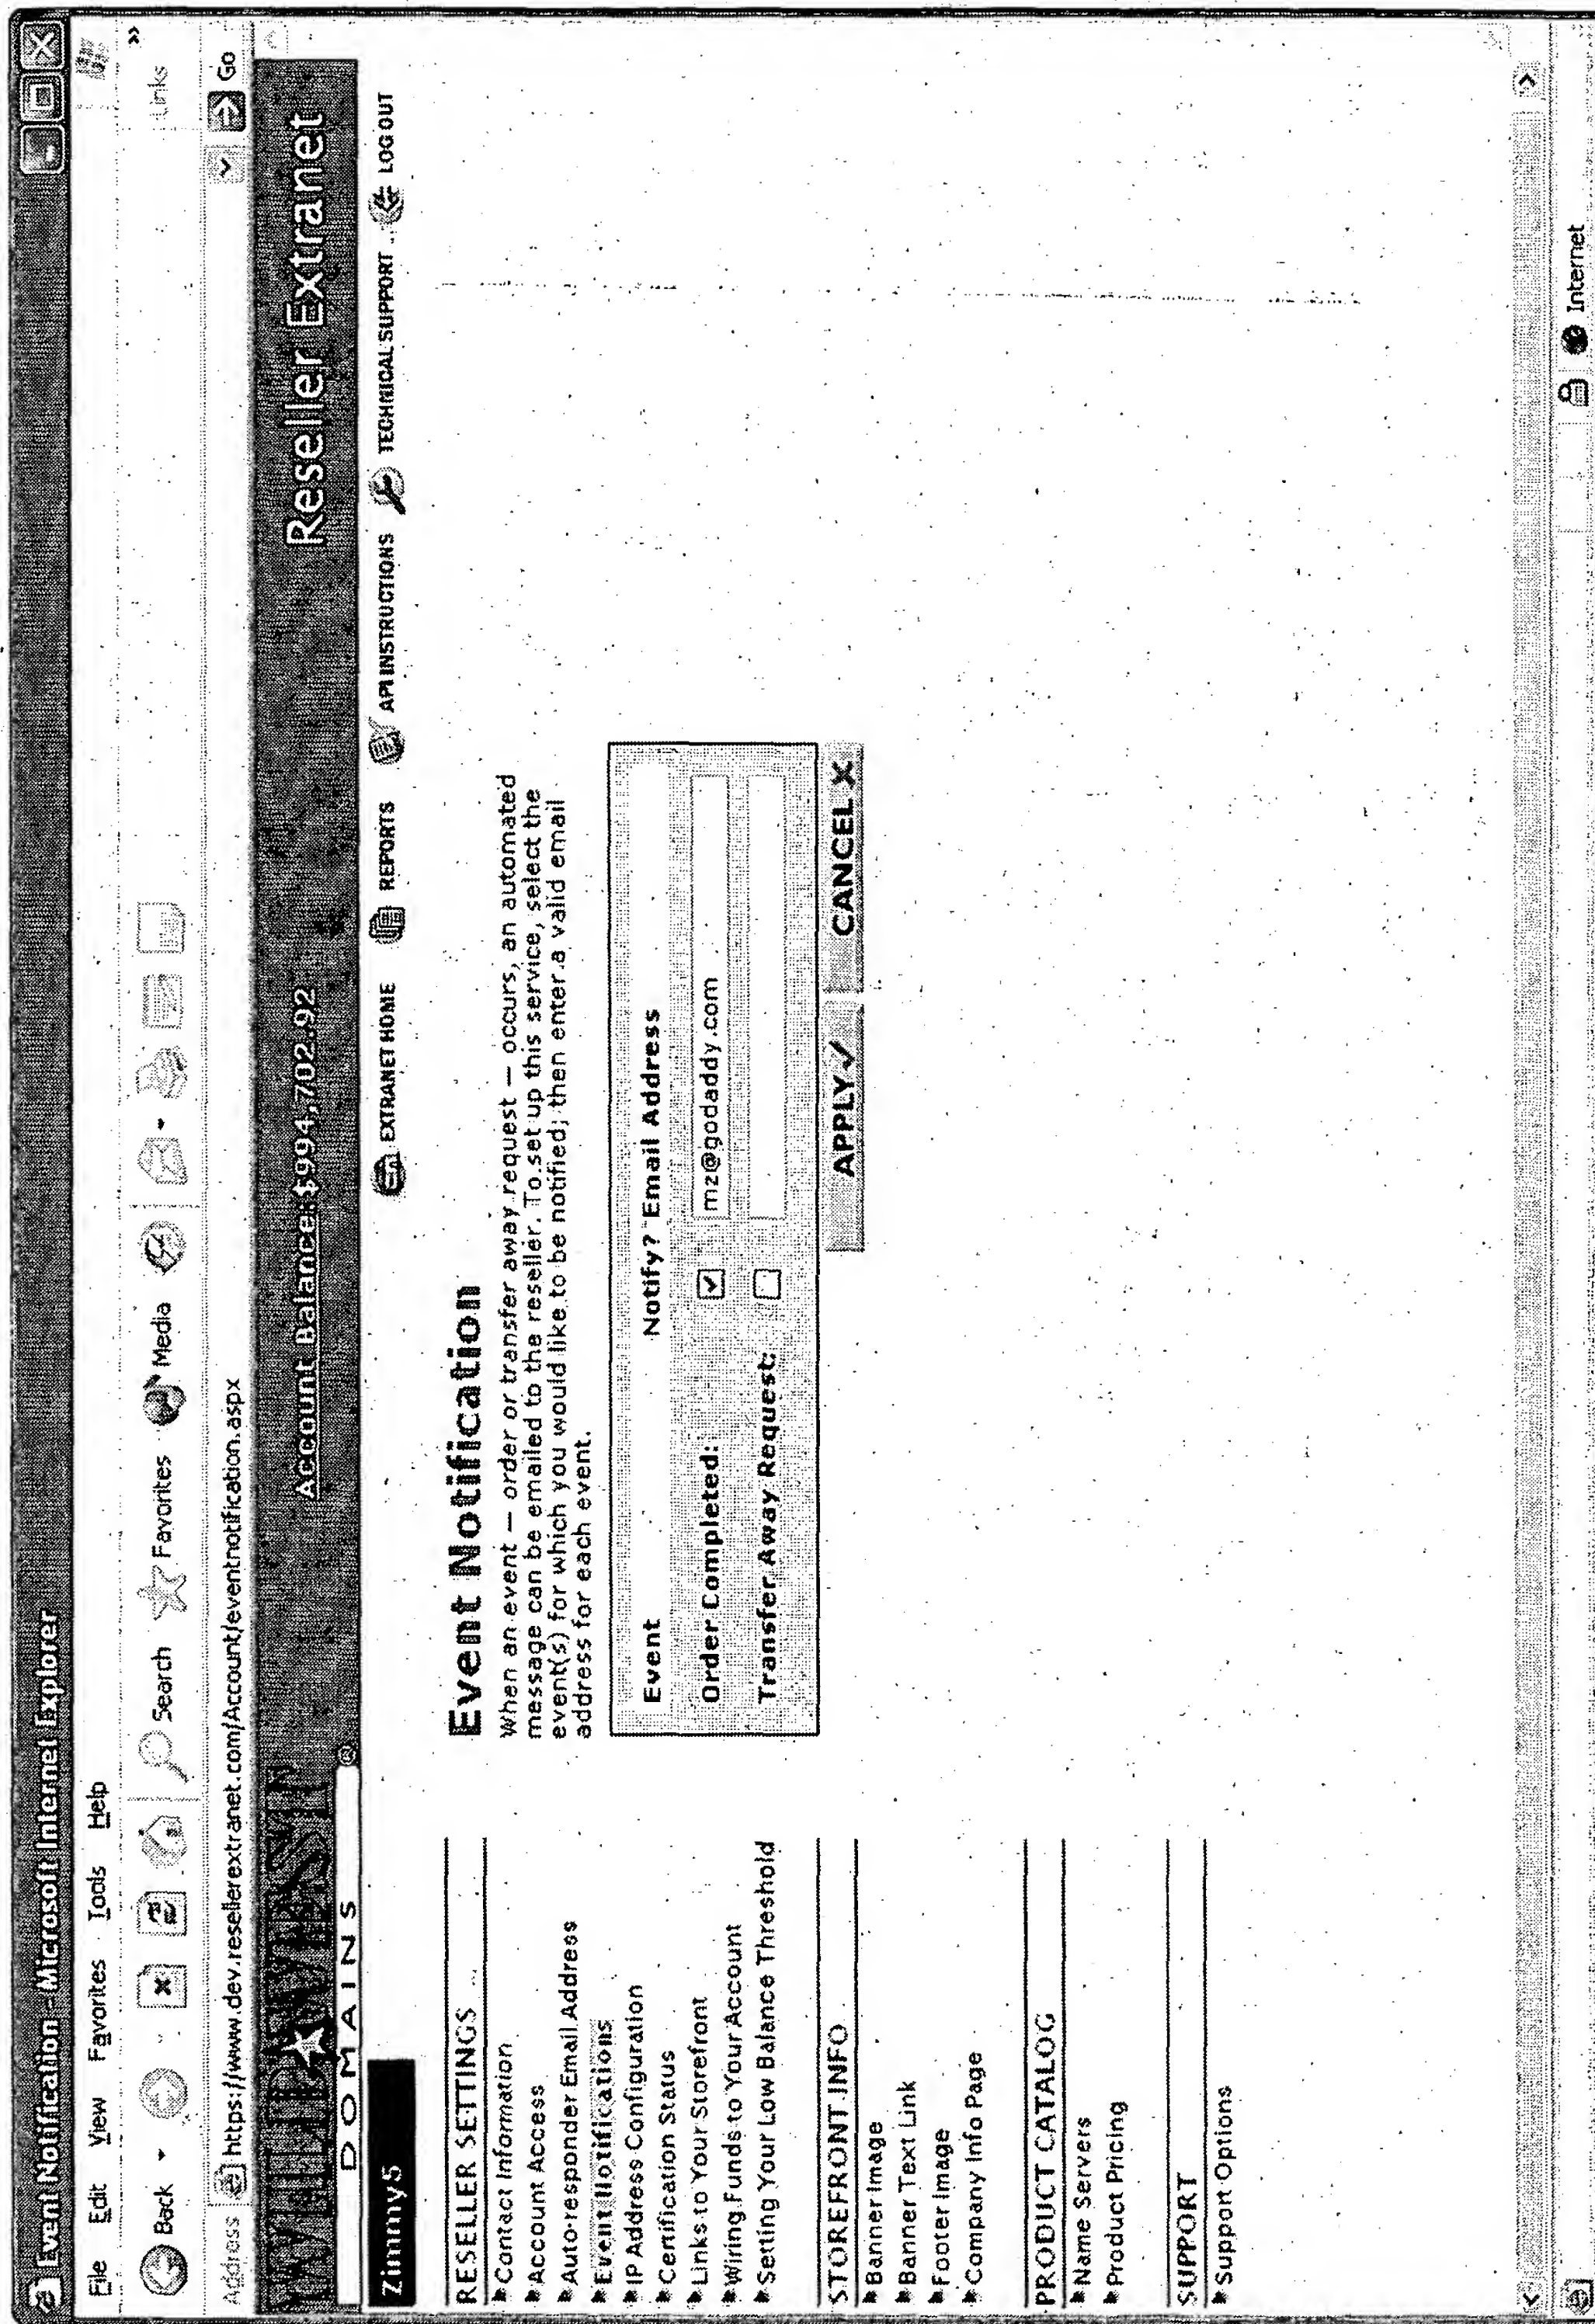 Event Notification - Microsoft Internet Explorer
File Edit View Favorites Tools Help
Back Search Favorites Media
Links
Address https://www.dev.resellerextranet.com/Account/eventnotification.aspx Go
WILD WEST
DOMAINS ®
Account Balance: $994,702.92
Reseller Extranet
Zimmy5
EXTRANET HOME REPORTS API INSTRUCTIONS TECHNICAL SUPPORT LOG OUT
RESELLER SETTINGS
Contact Information
Account Access
Auto-responder Email Address
Event Notifications
IP Address Configuration
Certification Status
Links to Your Storefront
Wiring Funds to Your Account
Setting Your Low Balance Threshold
STOREFRONT INFO
Banner Image
Banner Text Link
Footer Image
Company Info Page
PRODUCT CATALOG
Name Servers
Product Pricing
SUPPORT
Support Options
Event Notification
When an event — order or transfer away request — occurs, an automated
message can be emailed to the reseller. To set up this service, select the
event(s) for which you would like to be notified; then enter a valid email
address for each event.
Event Notify? Email Address
Order Completed: mz@godaddy.com
Transfer Away Request:
APPLY CANCEL X
Internet